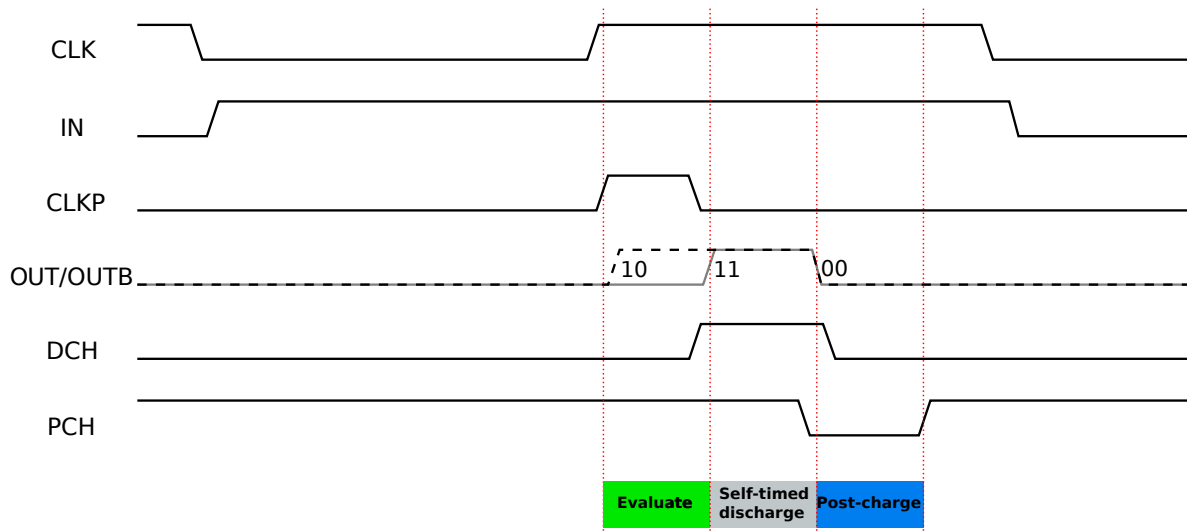 CLK
IN
CLKP
OUT/OUTB
10
11
00
DCH
PCH
Evaluate
Self-timed
discharge
Post-charge